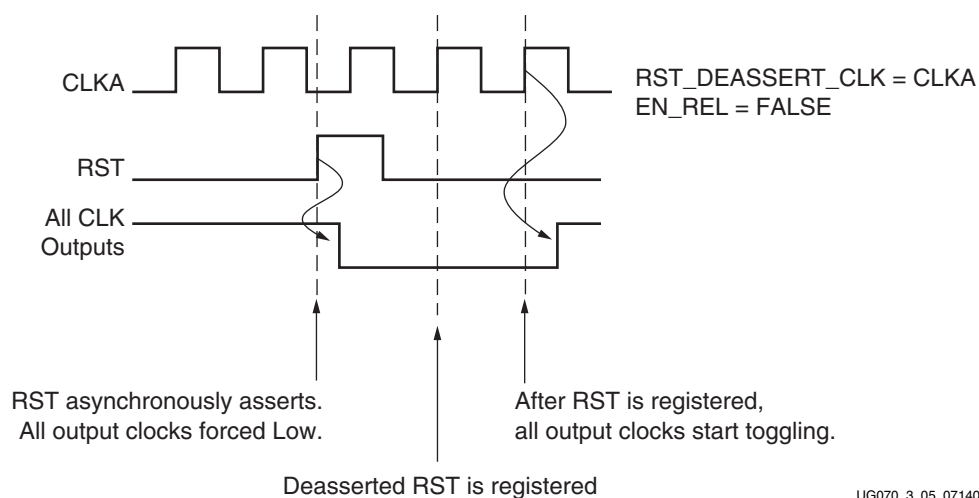 CLKA
RST_DEASSERT_CLK = CLKA
EN_REL = FALSE
RST
All CLK
Outputs
RST asynchronously asserts.
All output clocks forced Low.
After RST is registered,
all output clocks start toggling.
Deasserted RST is registered